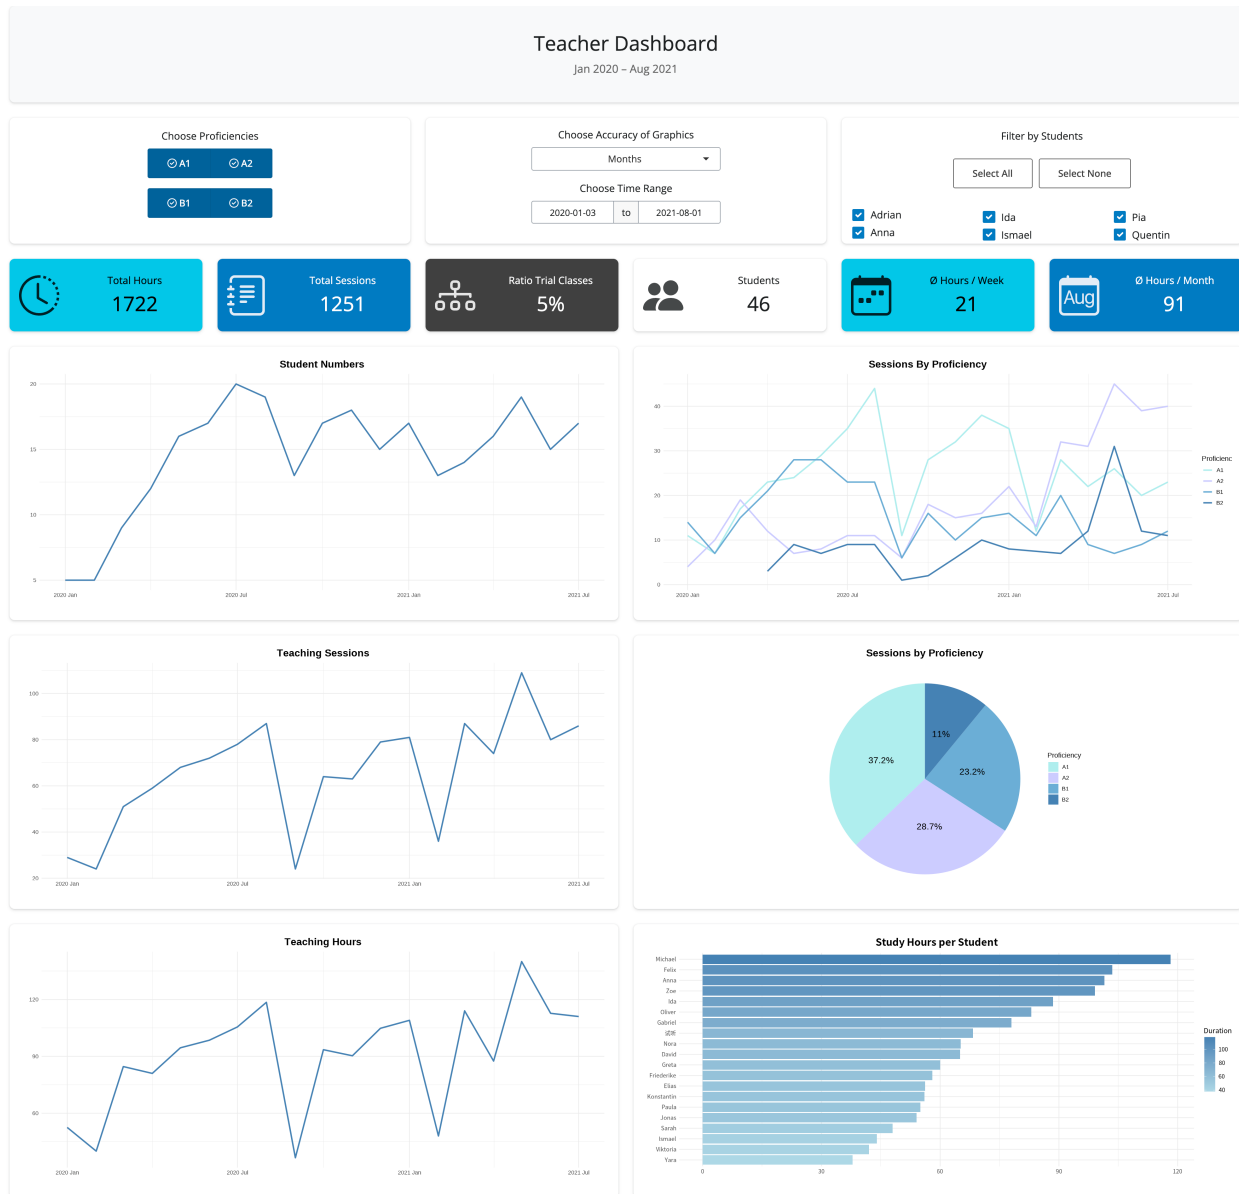 Teacher Dashboard
Jan 2020 – Aug 2021
Choose Proficiencies
A1 A2
B1 B2
Choose Accuracy of Graphics
Months
Choose Time Range
2020-01-03 to 2021-08-01
Filter by Students
Select All Select None
Adrian Ida Pia
Anna Ismael Quentin
Total Hours
1722
Total Sessions
1251
Ratio Trial Classes
5%
Students
46
Ø Hours / Week
21
Aug
Ø Hours / Month
91
Student Numbers
20
15
10
5
2020 Jan 2020 Jul 2021 Jan 2021 Jul
Sessions By Proficiency
40
30
20
10
0
2020 Jan 2020 Jul 2021 Jan 2021 Jul
Proficienc
A1
A2
B1
B2
Teaching Sessions
100
80
60
40
20
2020 Jan 2020 Jul 2021 Jan 2021 Jul
Sessions by Proficiency
11%
37.2%
23.2%
28.7%
Proficiency
A1
A2
B1
B2
Teaching Hours
120
90
60
2020 Jan 2020 Jul 2021 Jan 2021 Jul
Study Hours per Student
Michael
Felix
Anna
Zoe
Ida
Oliver
Gabriel
试听
Nora
David
Greta
Friederike
Elias
Konstantin
Paula
Jonas
Sarah
Ismael
Viktoria
Yara
0 30 60 90 120
Duration
100
80
60
40